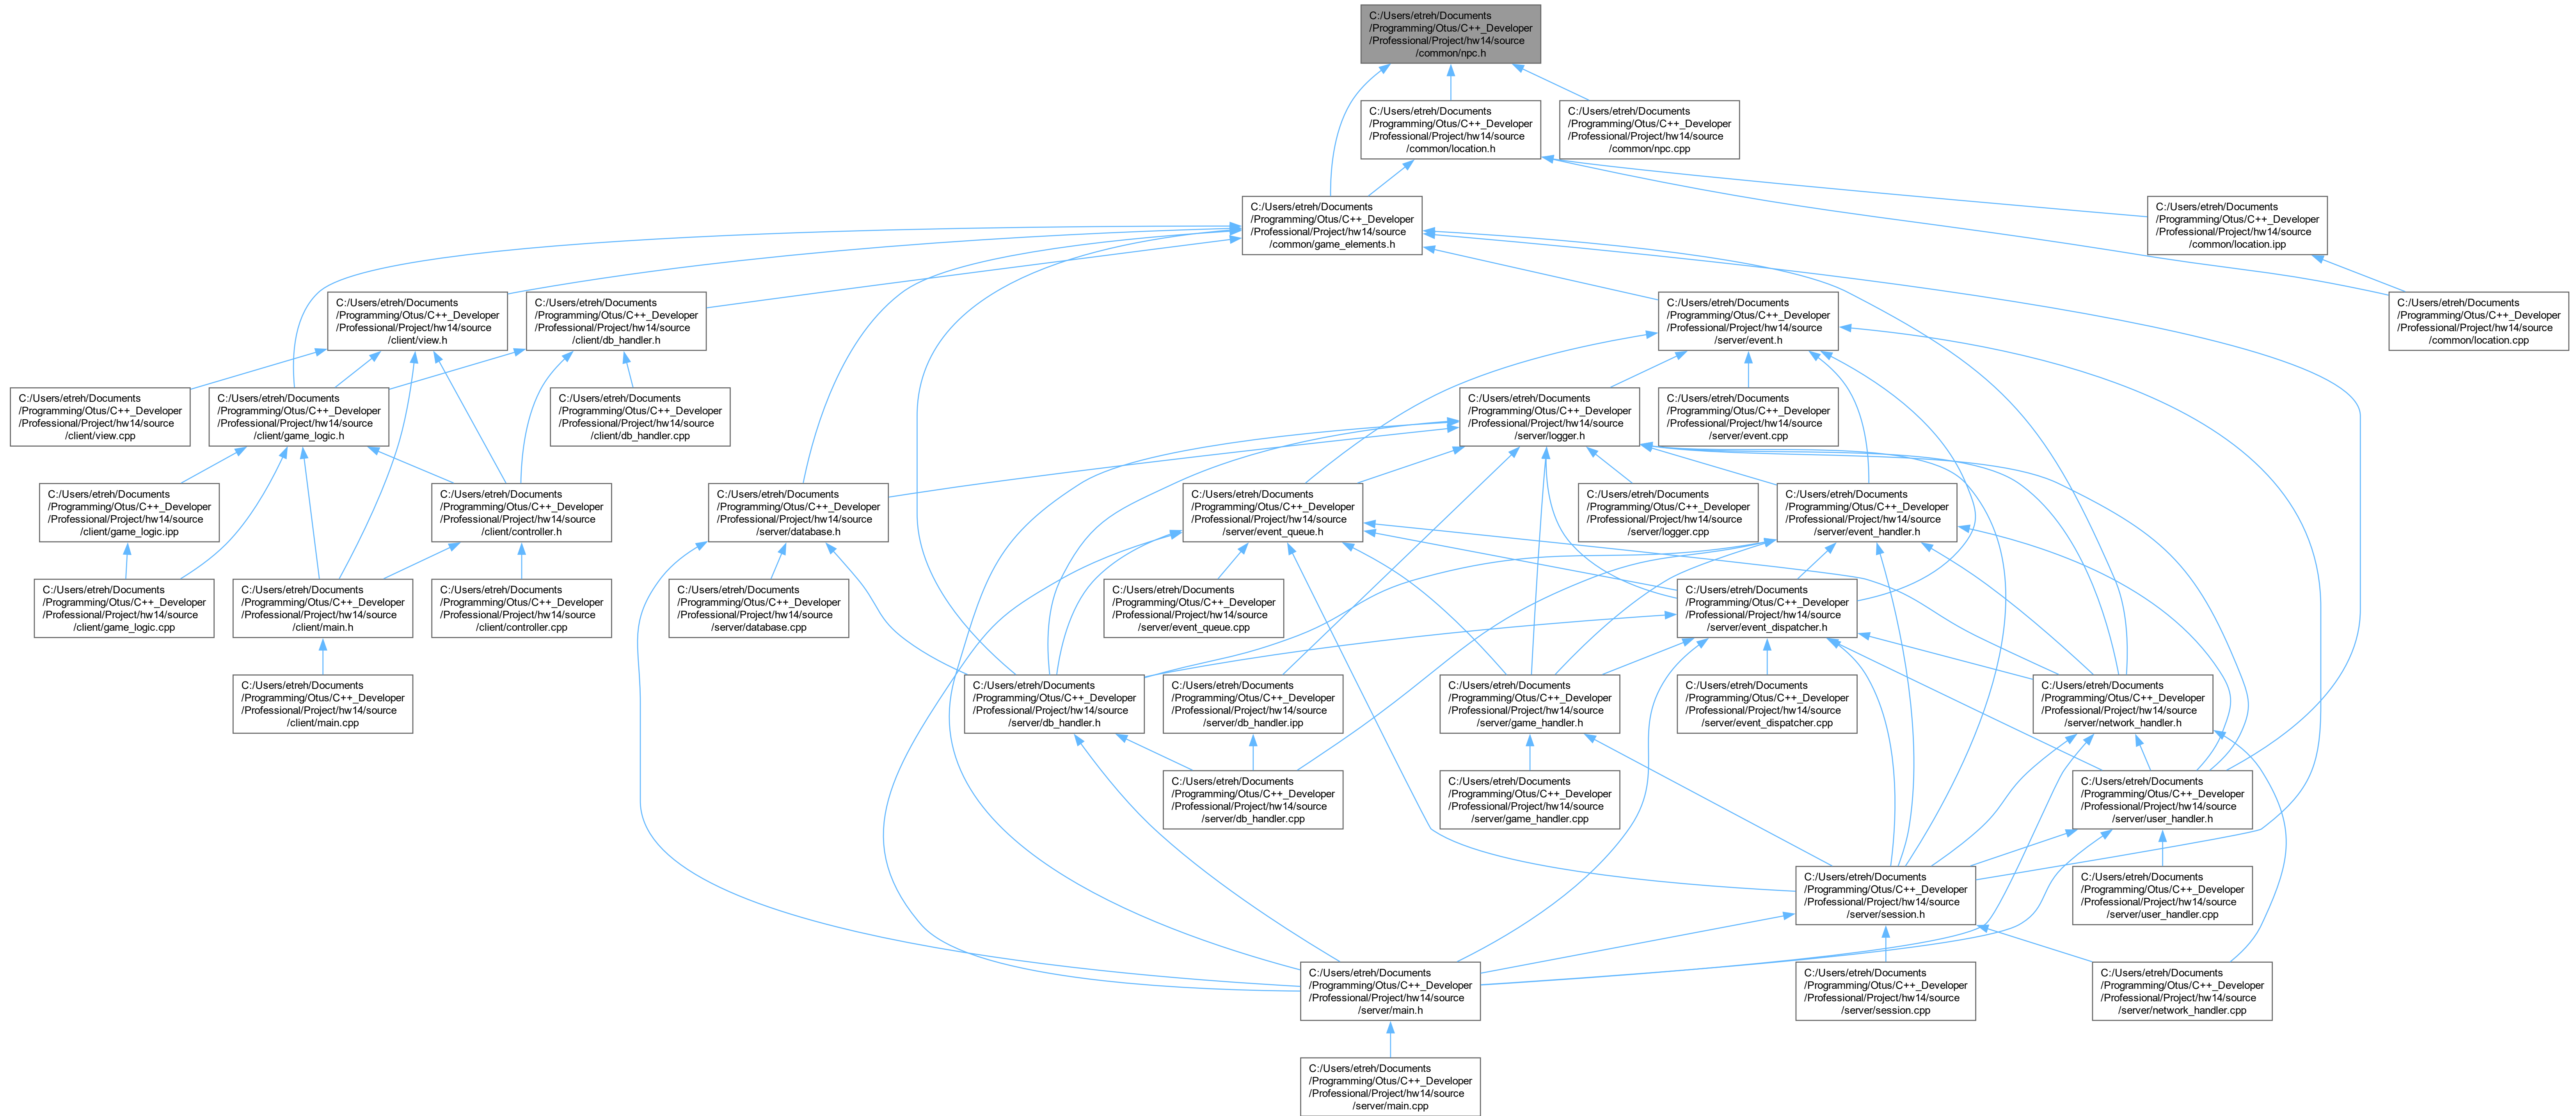 C:/Users/etreh/Documents
/Programming/Otus/C++_Developer
/Professional/Project/hw14/source
/common/npc.h
C:/Users/etreh/Documents
/Programming/Otus/C++_Developer
/Professional/Project/hw14/source
/common/location.h
C:/Users/etreh/Documents
/Programming/Otus/C++_Developer
/Professional/Project/hw14/source
/common/npc.cpp
C:/Users/etreh/Documents
/Programming/Otus/C++_Developer
/Professional/Project/hw14/source
/common/game_elements.h
C:/Users/etreh/Documents
/Programming/Otus/C++_Developer
/Professional/Project/hw14/source
/common/location.ipp
C:/Users/etreh/Documents
/Programming/Otus/C++_Developer
/Professional/Project/hw14/source
/client/view.h
C:/Users/etreh/Documents
/Programming/Otus/C++_Developer
/Professional/Project/hw14/source
/client/db_handler.h
C:/Users/etreh/Documents
/Programming/Otus/C++_Developer
/Professional/Project/hw14/source
/server/event.h
C:/Users/etreh/Documents
/Programming/Otus/C++_Developer
/Professional/Project/hw14/source
/common/location.cpp
C:/Users/etreh/Documents
/Programming/Otus/C++_Developer
/Professional/Project/hw14/source
/client/view.cpp
C:/Users/etreh/Documents
/Programming/Otus/C++_Developer
/Professional/Project/hw14/source
/client/game_logic.h
C:/Users/etreh/Documents
/Programming/Otus/C++_Developer
/Professional/Project/hw14/source
/client/db_handler.cpp
C:/Users/etreh/Documents
/Programming/Otus/C++_Developer
/Professional/Project/hw14/source
/server/logger.h
C:/Users/etreh/Documents
/Programming/Otus/C++_Developer
/Professional/Project/hw14/source
/server/event.cpp
C:/Users/etreh/Documents
/Programming/Otus/C++_Developer
/Professional/Project/hw14/source
/client/game_logic.ipp
C:/Users/etreh/Documents
/Programming/Otus/C++_Developer
/Professional/Project/hw14/source
/client/controller.h
C:/Users/etreh/Documents
/Programming/Otus/C++_Developer
/Professional/Project/hw14/source
/server/database.h
C:/Users/etreh/Documents
/Programming/Otus/C++_Developer
/Professional/Project/hw14/source
/server/event_queue.h
C:/Users/etreh/Documents
/Programming/Otus/C++_Developer
/Professional/Project/hw14/source
/server/logger.cpp
C:/Users/etreh/Documents
/Programming/Otus/C++_Developer
/Professional/Project/hw14/source
/server/event_handler.h
C:/Users/etreh/Documents
/Programming/Otus/C++_Developer
/Professional/Project/hw14/source
/client/game_logic.cpp
C:/Users/etreh/Documents
/Programming/Otus/C++_Developer
/Professional/Project/hw14/source
/client/main.h
C:/Users/etreh/Documents
/Programming/Otus/C++_Developer
/Professional/Project/hw14/source
/client/controller.cpp
C:/Users/etreh/Documents
/Programming/Otus/C++_Developer
/Professional/Project/hw14/source
/server/database.cpp
C:/Users/etreh/Documents
/Programming/Otus/C++_Developer
/Professional/Project/hw14/source
/server/event_queue.cpp
C:/Users/etreh/Documents
/Programming/Otus/C++_Developer
/Professional/Project/hw14/source
/server/event_dispatcher.h
C:/Users/etreh/Documents
/Programming/Otus/C++_Developer
/Professional/Project/hw14/source
/client/main.cpp
C:/Users/etreh/Documents
/Programming/Otus/C++_Developer
/Professional/Project/hw14/source
/server/db_handler.h
C:/Users/etreh/Documents
/Programming/Otus/C++_Developer
/Professional/Project/hw14/source
/server/db_handler.ipp
C:/Users/etreh/Documents
/Programming/Otus/C++_Developer
/Professional/Project/hw14/source
/server/game_handler.h
C:/Users/etreh/Documents
/Programming/Otus/C++_Developer
/Professional/Project/hw14/source
/server/event_dispatcher.cpp
C:/Users/etreh/Documents
/Programming/Otus/C++_Developer
/Professional/Project/hw14/source
/server/network_handler.h
C:/Users/etreh/Documents
/Programming/Otus/C++_Developer
/Professional/Project/hw14/source
/server/db_handler.cpp
C:/Users/etreh/Documents
/Programming/Otus/C++_Developer
/Professional/Project/hw14/source
/server/game_handler.cpp
C:/Users/etreh/Documents
/Programming/Otus/C++_Developer
/Professional/Project/hw14/source
/server/user_handler.h
C:/Users/etreh/Documents
/Programming/Otus/C++_Developer
/Professional/Project/hw14/source
/server/session.h
C:/Users/etreh/Documents
/Programming/Otus/C++_Developer
/Professional/Project/hw14/source
/server/user_handler.cpp
C:/Users/etreh/Documents
/Programming/Otus/C++_Developer
/Professional/Project/hw14/source
/server/main.h
C:/Users/etreh/Documents
/Programming/Otus/C++_Developer
/Professional/Project/hw14/source
/server/session.cpp
C:/Users/etreh/Documents
/Programming/Otus/C++_Developer
/Professional/Project/hw14/source
/server/network_handler.cpp
C:/Users/etreh/Documents
/Programming/Otus/C++_Developer
/Professional/Project/hw14/source
/server/main.cpp